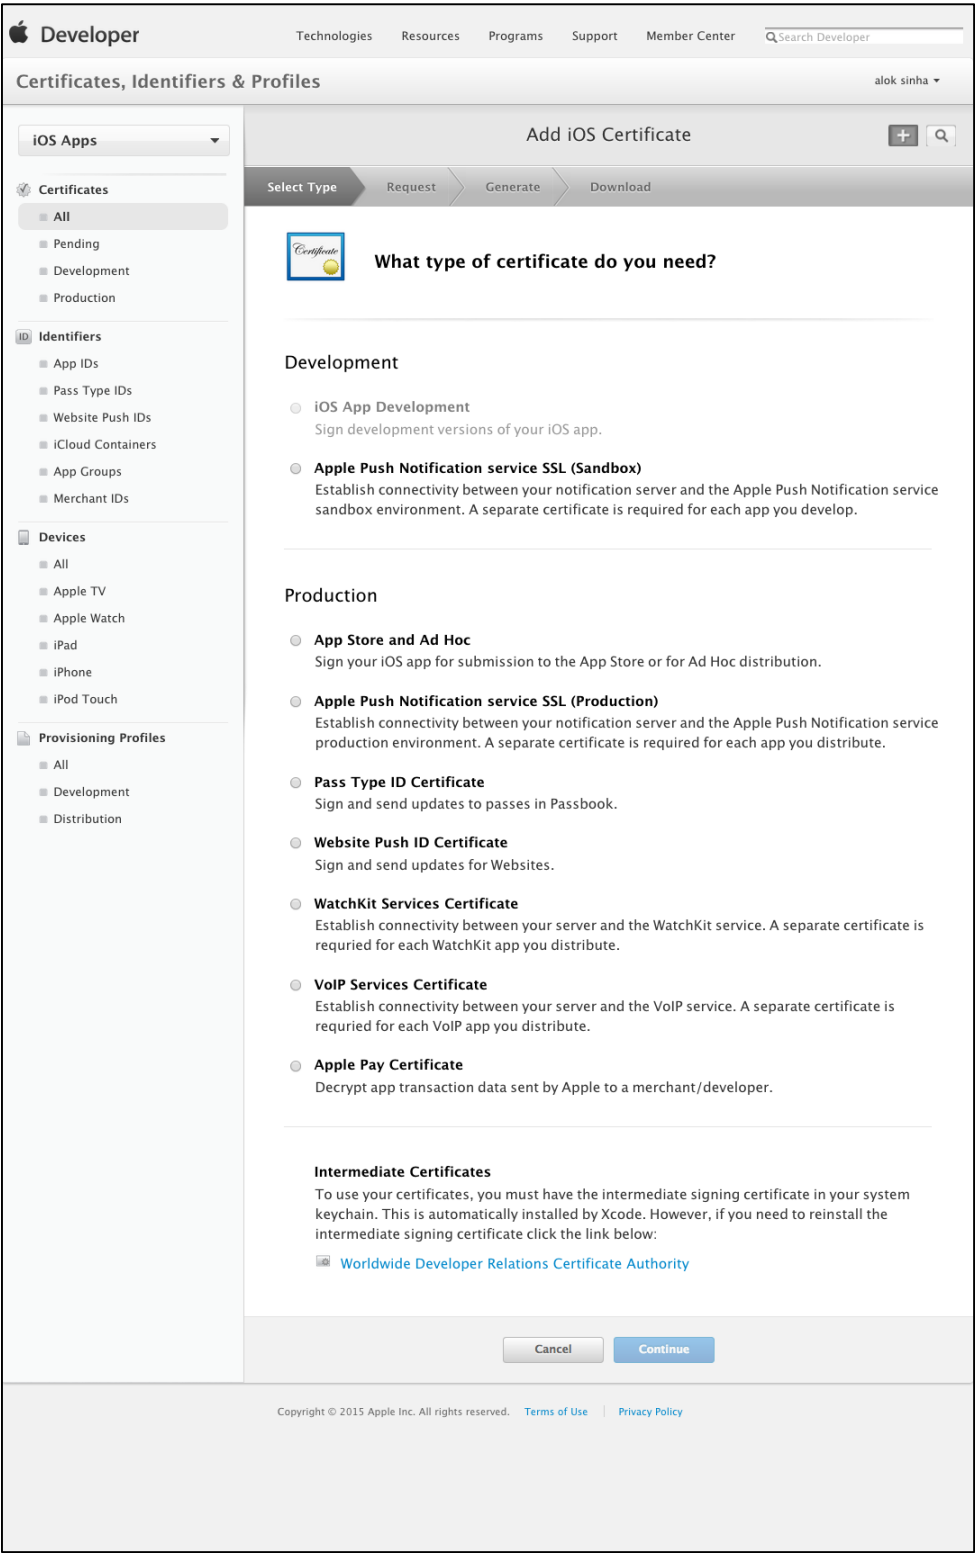 Developer
Technologies
Resources
Programs
Support
Member Center
Search Developer
Certificates, Identifiers & Profiles
alok sinha
iOS Apps
Certificates
All
Pending
Development
Production
ID
Identifiers
App IDs
Pass Type IDs
Website Push IDs
iCloud Containers
App Groups
Merchant IDs
Devices
All
Apple TV
Apple Watch
iPad
iPhone
iPod Touch
Provisioning Profiles
All
Development
Distribution
Add iOS Certificate
Select Type
Request
Generate
Download
Certificate
What type of certificate do you need?
Development
iOS App Development
Sign development versions of your iOS app.
Apple Push Notification service SSL (Sandbox)
Establish connectivity between your notification server and the Apple Push Notification service
sandbox environment. A separate certificate is required for each app you develop.
Production
App Store and Ad Hoc
Sign your iOS app for submission to the App Store or for Ad Hoc distribution.
Apple Push Notification service SSL (Production)
Establish connectivity between your notification server and the Apple Push Notification service
production environment. A separate certificate is required for each app you distribute.
Pass Type ID Certificate
Sign and send updates to passes in Passbook.
Website Push ID Certificate
Sign and send updates for Websites.
WatchKit Services Certificate
Establish connectivity between your server and the WatchKit service. A separate certificate is
requried for each WatchKit app you distribute.
VoIP Services Certificate
Establish connectivity between your server and the VoIP service. A separate certificate is
requried for each VoIP app you distribute.
Apple Pay Certificate
Decrypt app transaction data sent by Apple to a merchant/developer.
Intermediate Certificates
To use your certificates, you must have the intermediate signing certificate in your system
keychain. This is automatically installed by Xcode. However, if you need to reinstall the
intermediate signing certificate click the link below:
Worldwide Developer Relations Certificate Authority
Cancel
Continue
Copyright © 2015 Apple Inc. All rights reserved.
Terms of Use
Privacy Policy